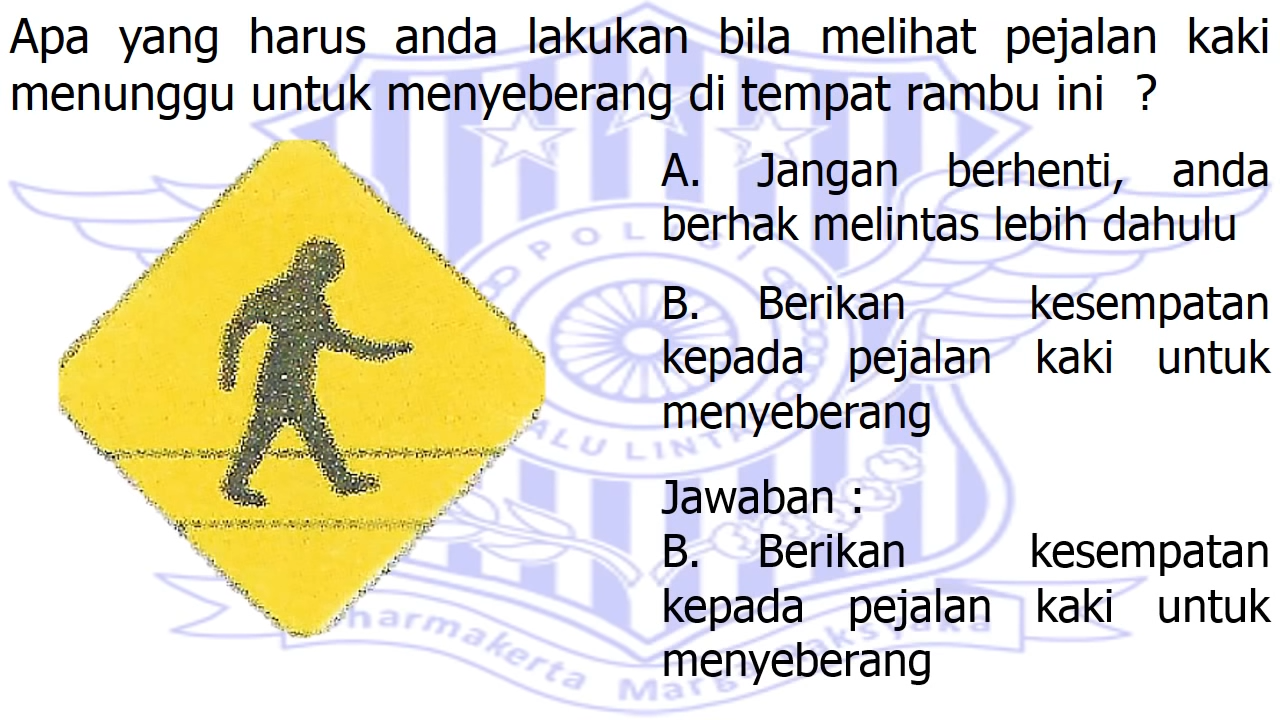 Apa yang harus anda lakukan bila melihat pejalan kaki
menunggu untuk menyeberang di tempat rambu ini ?
A. Jangan berhenti, anda
berhak melintas lebih dahulu
B. Berikan kesempatan
kepada pejalan kaki untuk
menyeberang
Jawaban :
B. Berikan kesempatan
kepada pejalan kaki untuk
menyeberang